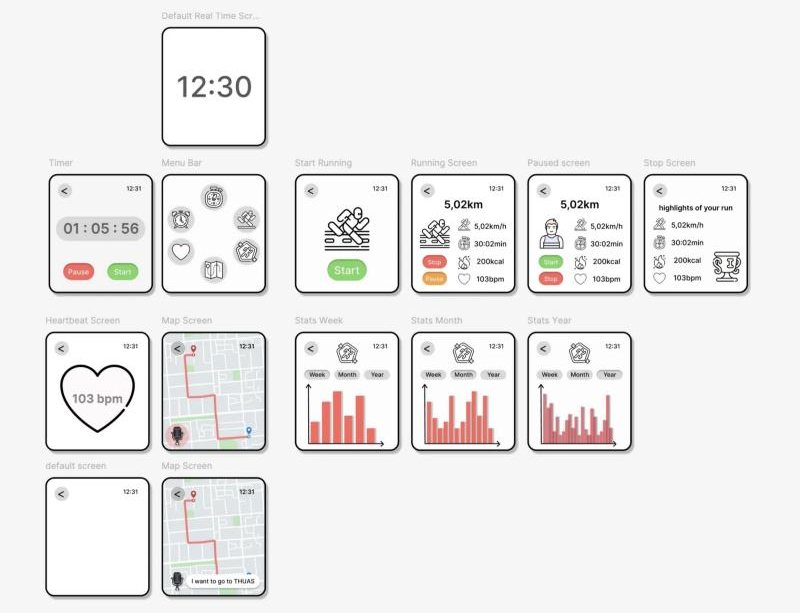 Default Real Time Scr...
12:30
Timer
Menu Bar
Start Running
Running Screen
Paused screen
Stop Screen
<
12:31
01 : 05 : 56
Pause
Start
<
12:31
Start
<
12:31
5,02km
5,02km/h
30:02min
200kcal
103bpm
Stop
Pause
<
12:31
5,02km
5,02km/h
30:02min
200kcal
103bpm
Start
Stop
<
12:31
highlights of your run
5,02km/h
30:02min
200kcal
103bpm
1
Heartbeat Screen
Map Screen
Stats Week
Stats Month
Stats Year
<
12:31
103 bpm
<
12:31
<
12:31
Week Month Year
<
12:31
Week Month Year
<
12:31
Week Month Year
default screen
Map Screen
<
12:31
<
12:31
I want to go to THUAS